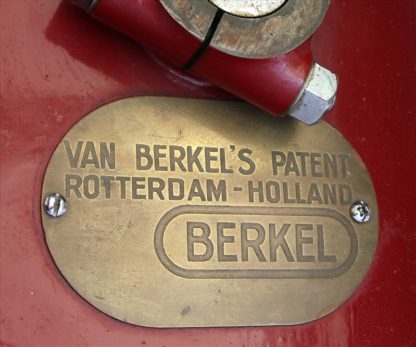 VAN BERKEL'S PATENT
ROTTERDAM-HOLLAND
BERKEL